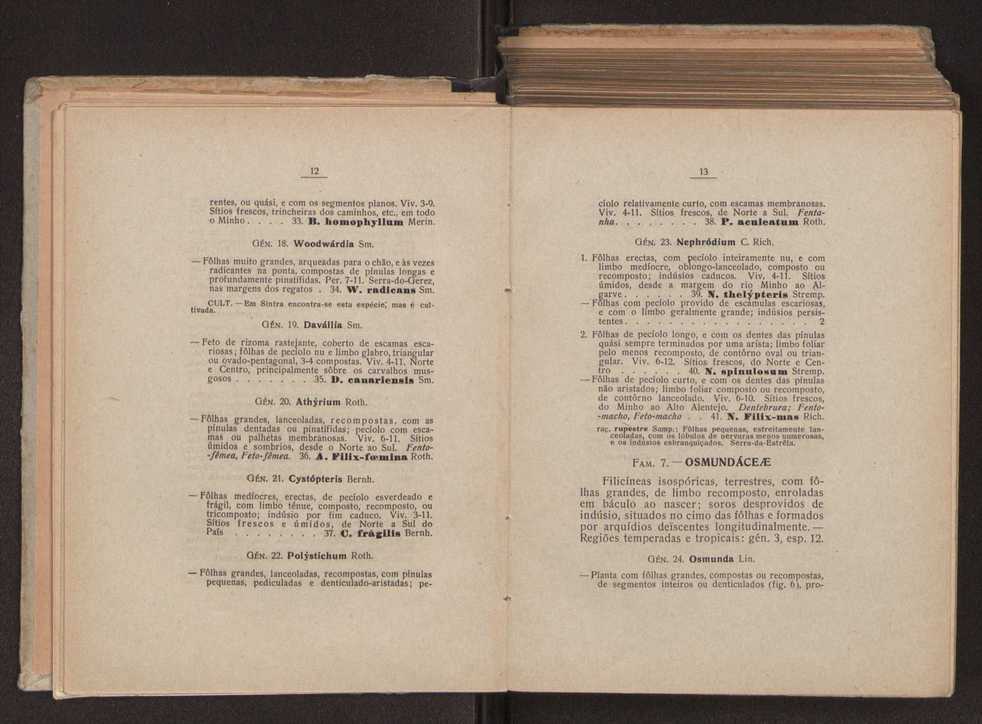 12
rentes, ou quási, e com os segmentos planos. Viv. 3-9.
Sítios frescos, trincheiras dos caminhos, etc., em todo
o Minho . . . . 33. B. homophyllum Merin.
GÉN. 18. Woodwárdia Sm.
— Fôlhas muito grandes, arqueadas para o chão, e às vezes
radicantes na ponta, compostas de pínulas longas e
profundamente pinatífidas. Per. 7-11. Serra-do-Gerez,
nas margens dos regatos . 34. W. radicans Sm.
CULT. — Em Sintra encontra-se esta espécie, mas é cul-
tivada.
GÉN. 19. Davállia Sm.
— Feto de rizoma rastejante, coberto de escamas esca-
riosas; fôlhas de pecíolo nu e limbo glabro, triangular
ou óvado-pentagonal, 3-4 compostas. Viv. 4-11. Norte
e Centro, principalmente sôbre os carvalhos mus-
gosos . . . . . . . 35. D. canariensis Sm.
GÉN. 20. Athýrium Roth.
— Fôlhas grandes, lanceoladas, recompostas, com as
pínulas dentadas ou pinatífidas; pecíolo com esca-
mas ou palhetas membranosas. Viv. 6-11. Sítios
úmidos e sombrios, desde o Norte ao Sul. Fento-
-fêmea, Feto-fêmea. 36. A. Filix-fœmina Roth.
GÉN. 21. Cystópteris Bernh.
— Fôlhas medíocres, erectas, de pecíolo esverdeado e
frágil, com limbo ténue, composto, recomposto, ou
tricomposto; indúsio por fim caduco. Viv. 3-11.
Sítios frescos e úmidos, de Norte a Sul do
País . . . . . . . . 37. C. frágilis Bernh.
GÉN. 22. Polýstichum Roth.
— Fôlhas grandes, lanceoladas, recompostas, com pínulas
pequenas, pediculadas e denticulado-aristadas; pe-
13
cíolo relativamente curto, com escamas membranosas.
Viv. 4-11. Sítios frescos, de Norte a Sul. Fenta-
nha . . . . . . . . 38. P. aculeatum Roth.
GÉN. 23. Nephródium C. Rich.
1. Fôlhas erectas, com pecíolo inteiramente nu, e com
limbo medíocre, oblongo-lanceolado, composto ou
recomposto; indúsios caducos. Viv. 4-11. Sítios
úmidos, desde a margem do rio Minho ao Al-
garve . . . . . . 39. N. thelýpteris Stremp.
— Fôlhas com pecíolo provido de escâmulas escariosas,
e com o limbo geralmente grande; indúsios persis-
tentes . . . . . . . . . . . . . . . . . 2
2. Fôlhas de pecíolo longo, e com os dentes das pínulas
quási sempre terminados por uma arista; limbo foliar
pelo menos recomposto, de contôrno oval ou trian-
gular. Viv. 6-12. Sítios frescos, do Norte e Cen-
tro . . . . . . 40. N. spinulosum Stremp.
— Fôlhas de pecíolo curto, e com os dentes das pínulas
não aristados; limbo foliar composto ou recomposto,
de contôrno lanceolado. Viv. 6-10. Sítios frescos,
do Minho ao Alto Alentejo. Dentebrura; Fento-
-macho, Feto-macho . . 41. N. Filix-mas Rich.
raç. rupestre Samp.: Fôlhas pequenas, estreitamente lan-
ceoladas, com os lóbulos de nervuras menos numerosas,
e os indúsios esbranquiçados. Serra-da-Estrêla.
FAM. 7. — OSMUNDÁCEÆ
Filicíneas isospóricas, terrestres, com fô-
lhas grandes, de limbo recomposto, enroladas
em báculo ao nascer; soros desprovidos de
indúsio, situados no cimo das fôlhas e formados
por arquídios deiscentes longitudinalmente. —
Regiões temperadas e tropicais: gén. 3, esp. 12.
GÉN. 24. Osmunda Lin.
— Planta com fôlhas grandes, compostas ou recompostas,
de segmentos inteiros ou denticulados (fig. 6), pro-